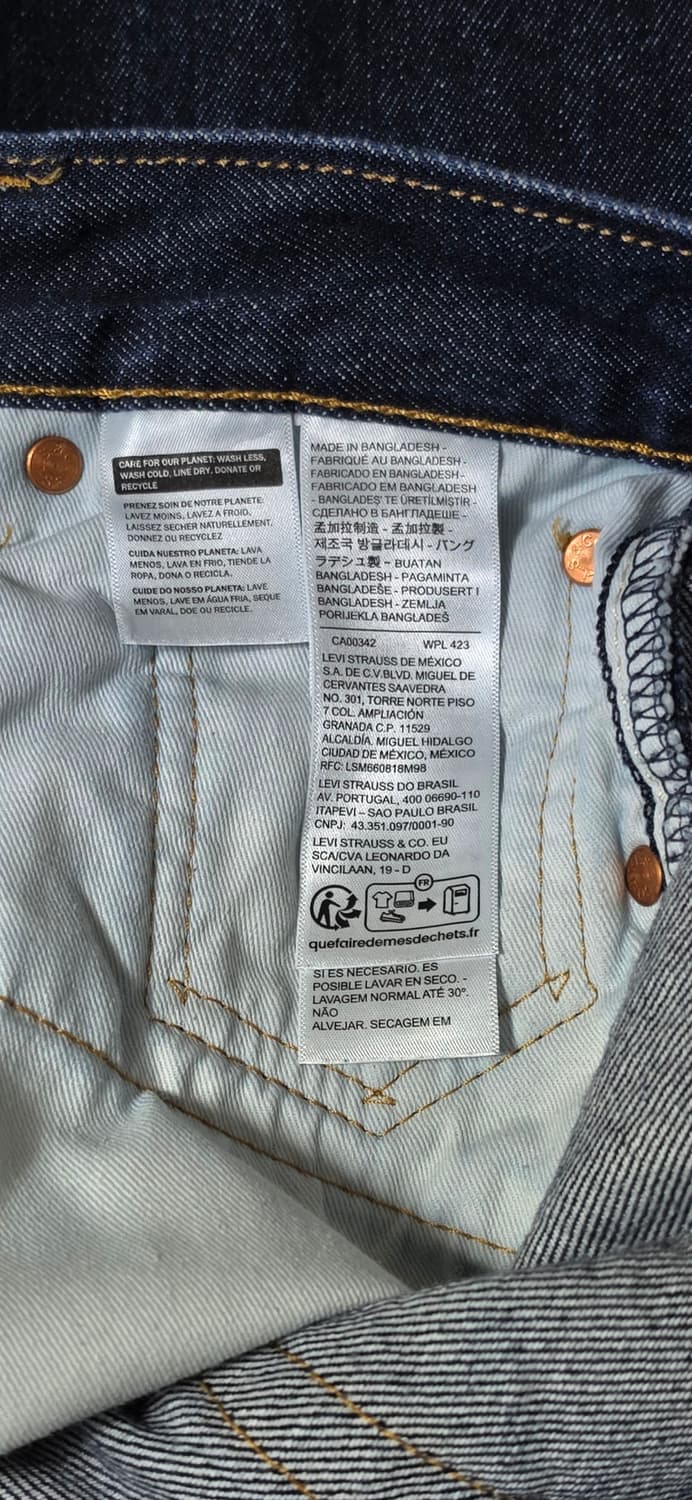 CARE FOR OUR PLANET: WASH LESS,
WASH COLD, LINE DRY, DONATE OR
RECYCLE
PRENEZ SOIN DE NOTRE PLANETE:
LAVEZ MOINS, LAVEZ A FROID,
LAISSEZ SECHER NATURELLEMENT,
DONNEZ OU RECYCLEZ
CUIDA NUESTRO PLANETA: LAVA
MENOS, LAVA EN FRIO, TIENDE LA
ROPA, DONA O RECICLA.
CUIDE DO NOSSO PLANETA: LAVE
MENOS, LAVE EM ÁGUA FRIA, SEQUE
EM VARAL, DOE OU RECICLE.
MADE IN BANGLADESH -
FABRIQUÉ AU BANGLADESH -
FABRICADO EN BANGLADESH -
FABRICADO EM BANGLADESH
- BANGLADEŞ'TE ÜRETİLMİŞTİR -
СДЕЛАНО В БАНГЛАДЕШЕ -
孟加拉制造 - 孟加拉製 -
제조국 방글라데시 - バング
ラデシュ製 ~ BUATAN
BANGLADESH - PAGAMINTA
BANGLADEŠE - PRODUSERT I
BANGLADESH - ZEMLJA
PORIJEKLA BANGLADEŠ
CA00342 WPL 423
LEVI STRAUSS DE MÉXICO
S.A. DE C.V.BLVD. MIGUEL DE
CERVANTES SAAVEDRA
NO. 301, TORRE NORTE PISO
7 COL. AMPLIACIÓN
GRANADA C.P. 11529
ALCALDÍA. MIGUEL HIDALGO
CIUDAD DE MÉXICO, MÉXICO
RFC: LSM660818M98
LEVI STRAUSS DO BRASIL
AV. PORTUGAL, 400 06690-110
ITAPEVI – SAO PAULO BRASIL
CNPJ: 43.351.097/0001-90
LEVI STRAUSS & CO. EU
SCA/CVA LEONARDO DA
VINCILAAN, 19 - D
FR
quefairedemesdechets.fr
SI ES NECESARIO. ES
POSIBLE LAVAR EN SECO. -
LAVAGEM NORMAL ATÉ 30°.
NÃO
ALVEJAR. SECAGEM EM